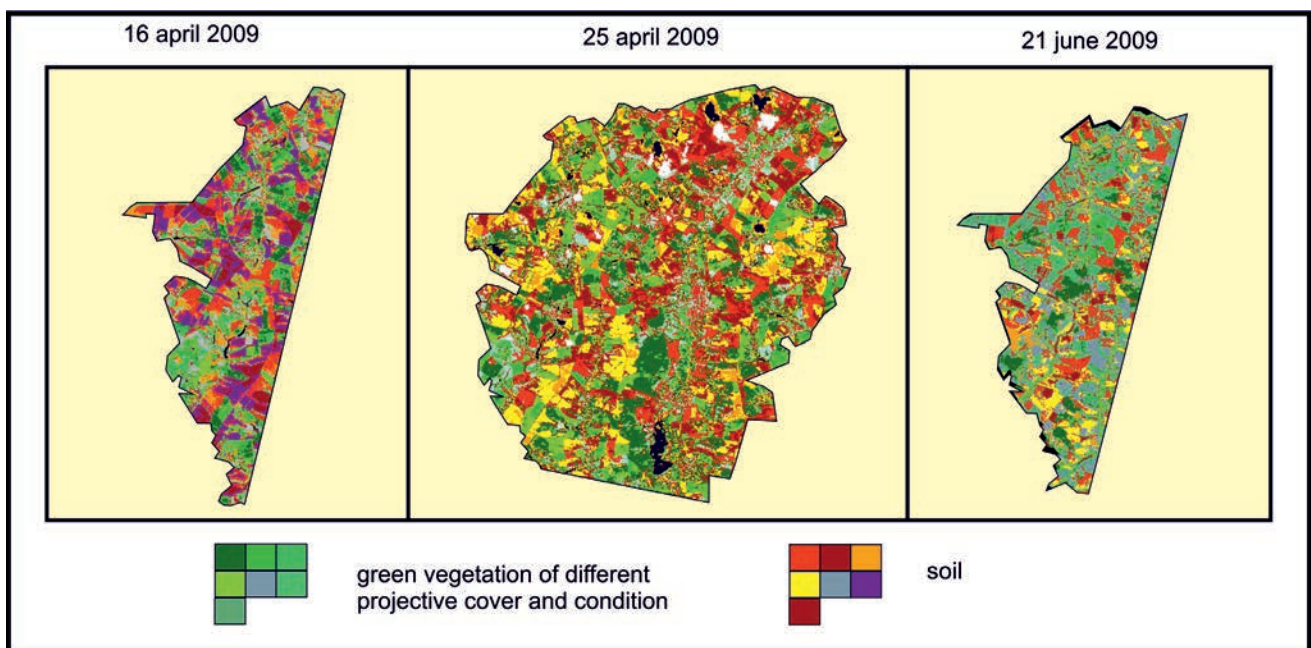 16 april 2009
25 april 2009
21 june 2009
green vegetation of different
projective cover and condition
soil